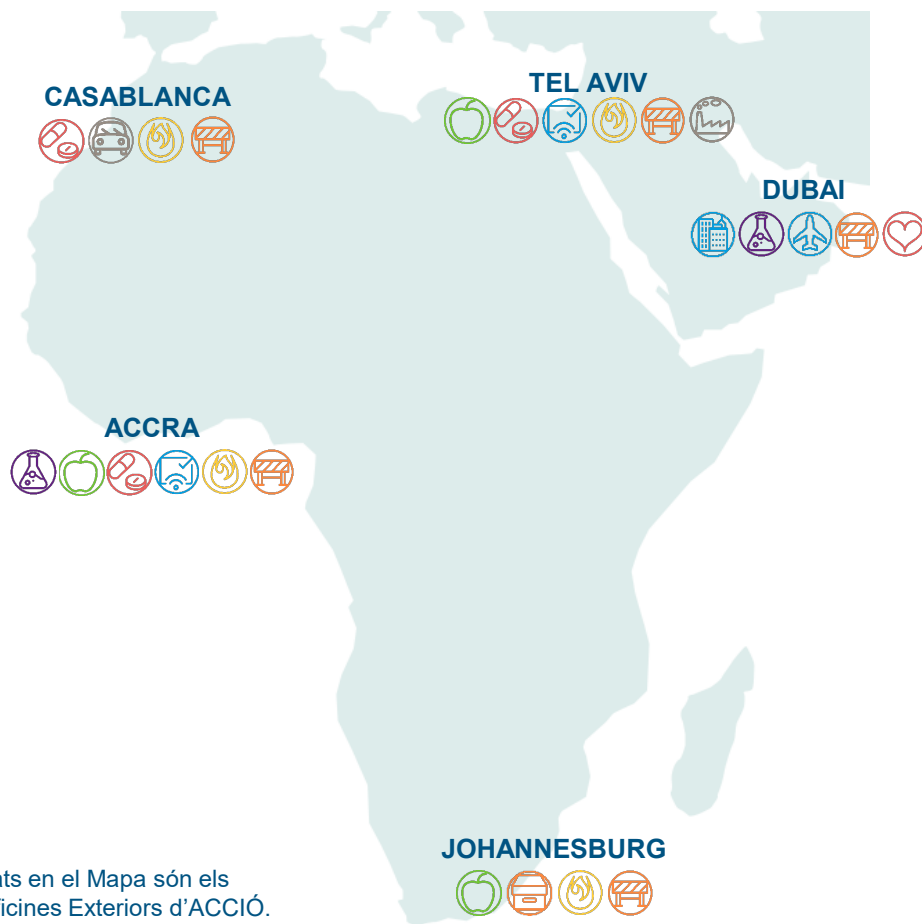 TEL AVIV
CASABLANCA
DUBAI
ACCRA
JOHANNESBURG
en el Mapa són els
Exteriors d'ACCIÓ.